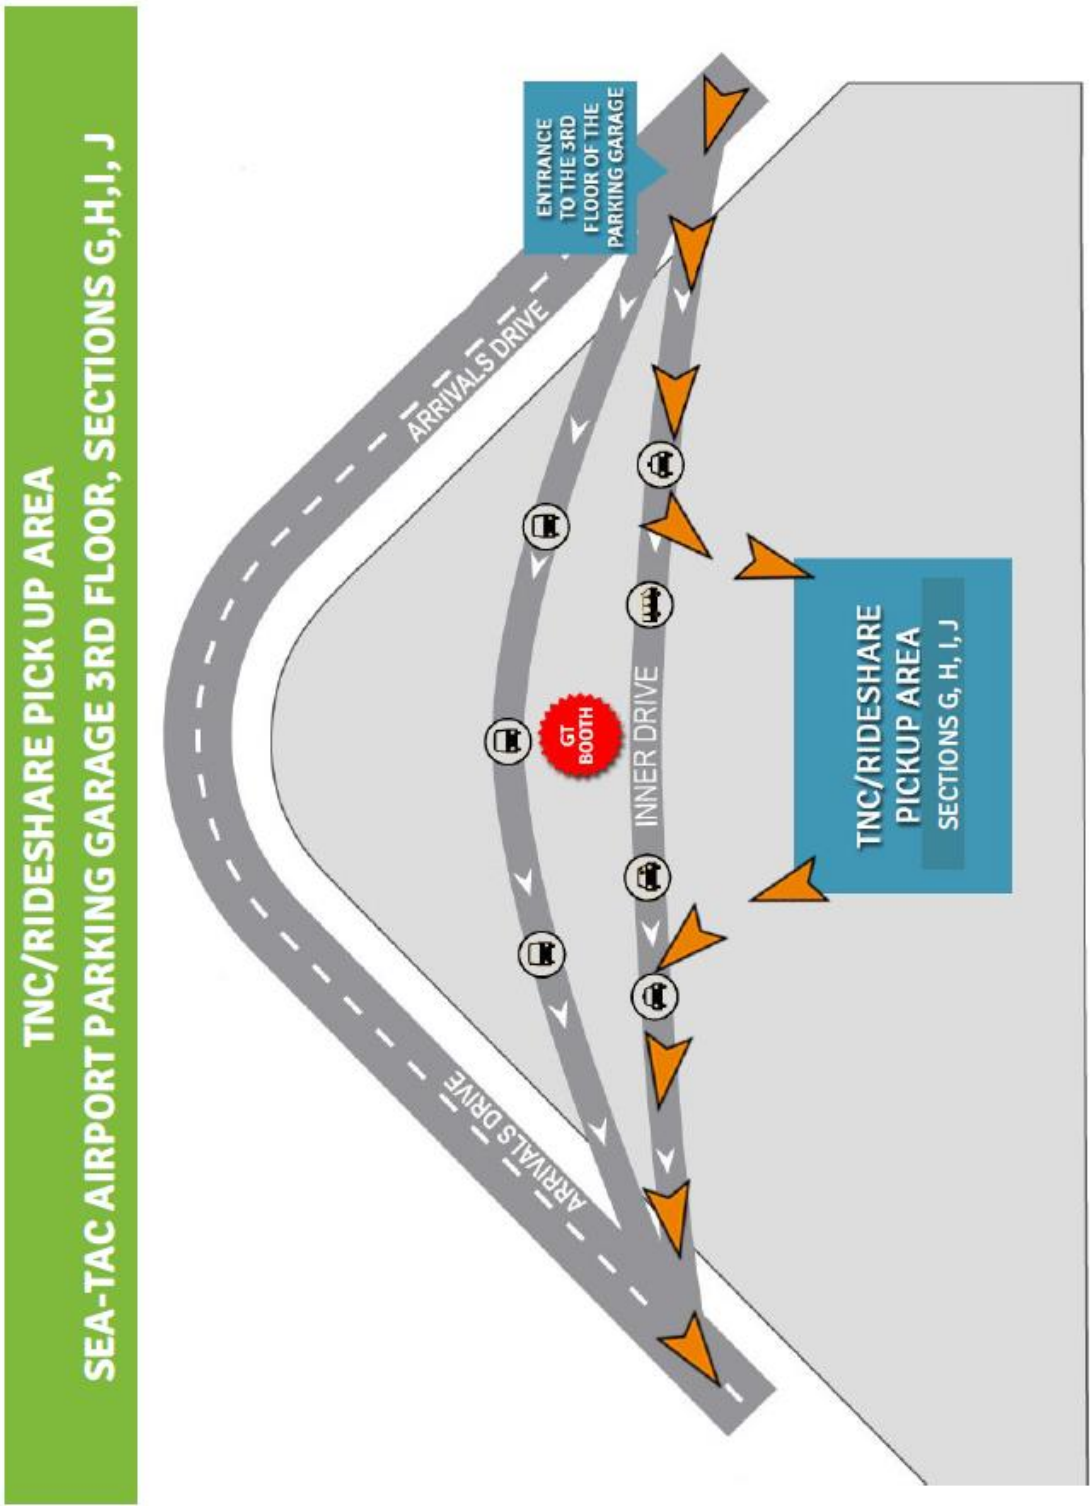 TNC/RIDESHARE PICK UP AREA
SEA-TAC AIRPORT PARKING GARAGE 3RD FLOOR, SECTIONS G,H,I, J
ARRIVALS DRIVE
ARRIVALS DRIVE
ENTRANCE
TO THE 3RD
FLOOR OF THE
PARKING GARAGE
GT
BOOTH
INNER DRIVE
TNC/RIDESHARE
PICKUP AREA
SECTIONS G, H, I,J